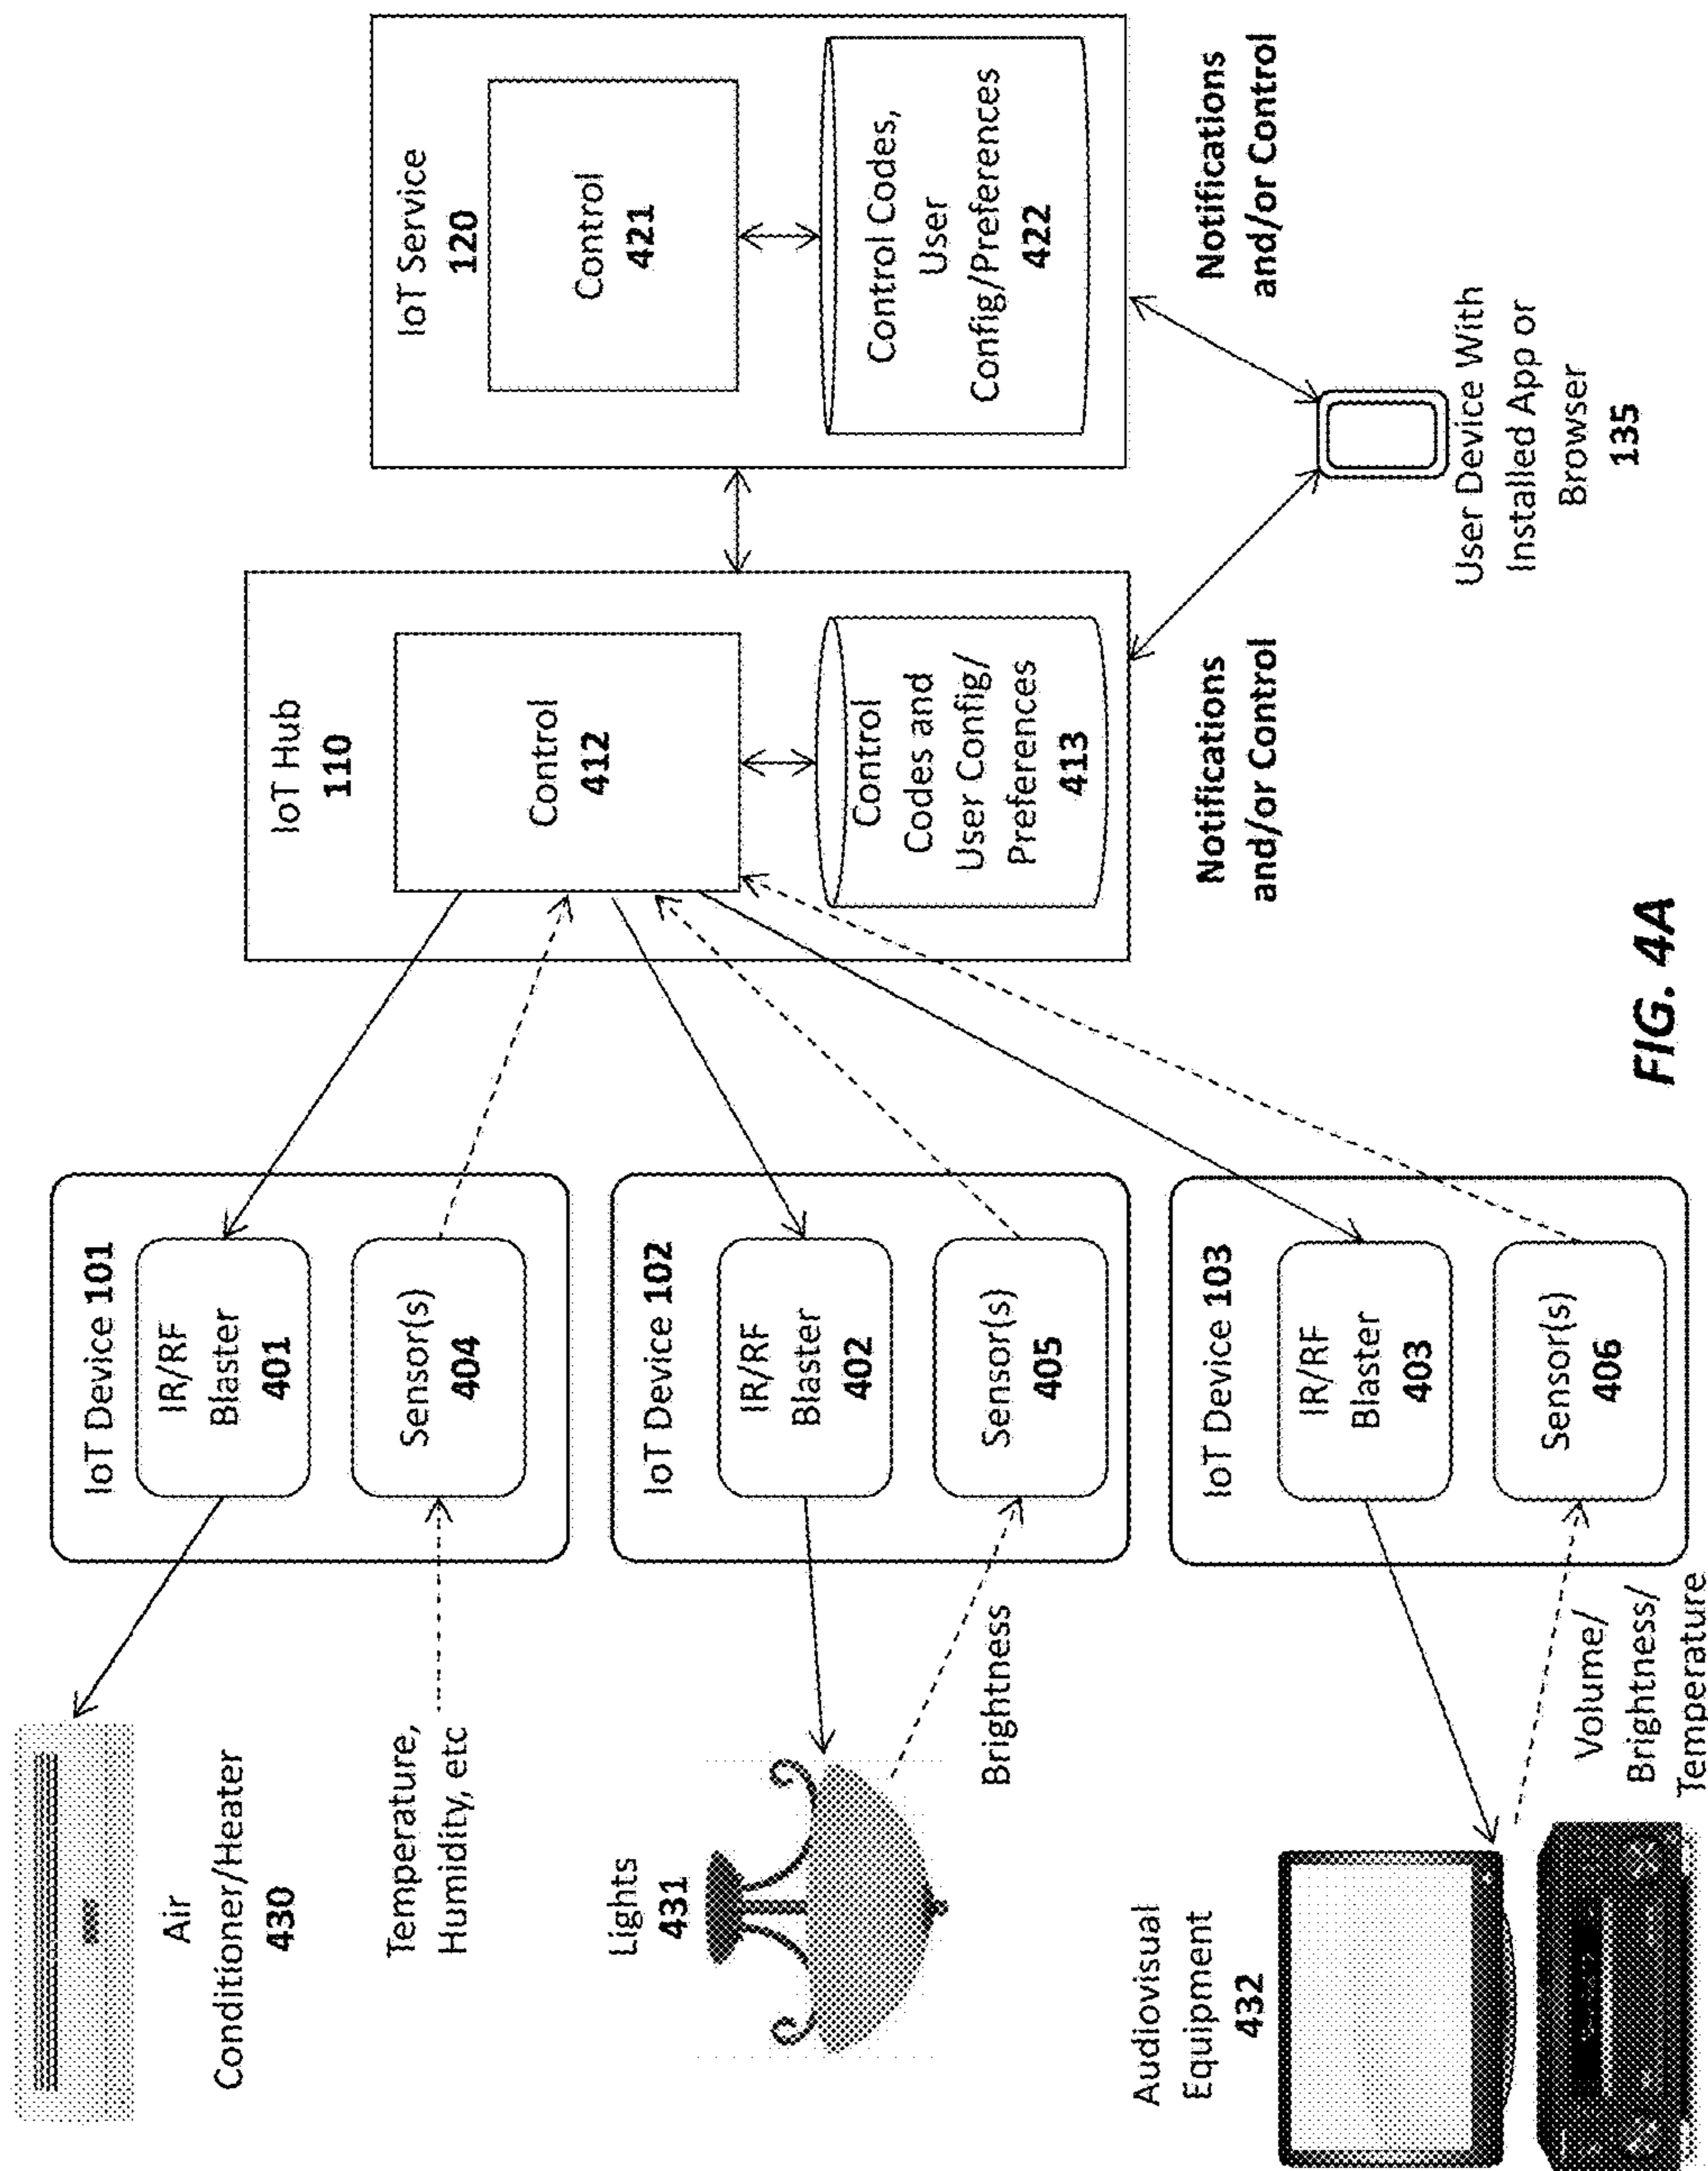 Air
Conditioner/Heater
430
Temperature,
Humidity, etc
Lights
431
Brightness
Audiovisual
Equipment
432
Volume/
Brightness/
Temperature
IoT Device 101
IR/RF
Blaster
401
Sensor(s)
404
IoT Device 102
IR/RF
Blaster
402
Sensor(s)
405
IoT Device 103
IR/RF
Blaster
403
Sensor(s)
406
IoT Hub
110
Control
412
Control
Codes and
User Config/
Preferences
413
Notifications
and/or Control
IoT Service
120
Control
421
Control Codes,
User
Config/Preferences
422
Notifications
and/or Control
User Device With
Installed App or
Browser
135
FIG. 4A